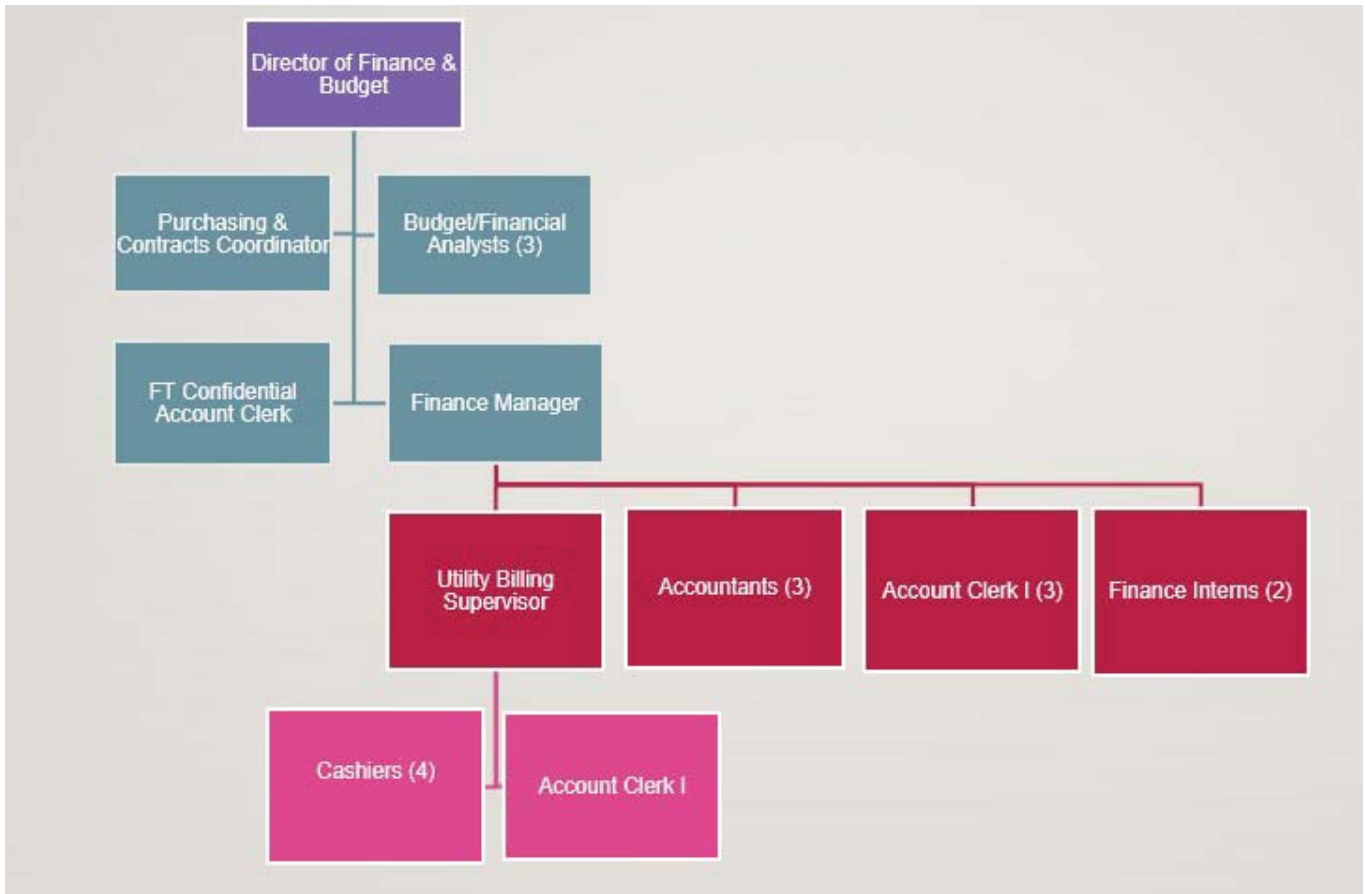 Director of Finance &
Budget
Purchasing &
Contracts Coordinator
Budget/Financial
Analysts (3)
FT Confidential
Account Clerk
Finance Manager
Utility Billing
Supervisor
Accountants (3)
Account Clerk I (3)
Finance Interns (2)
Cashiers (4)
Account Clerk I